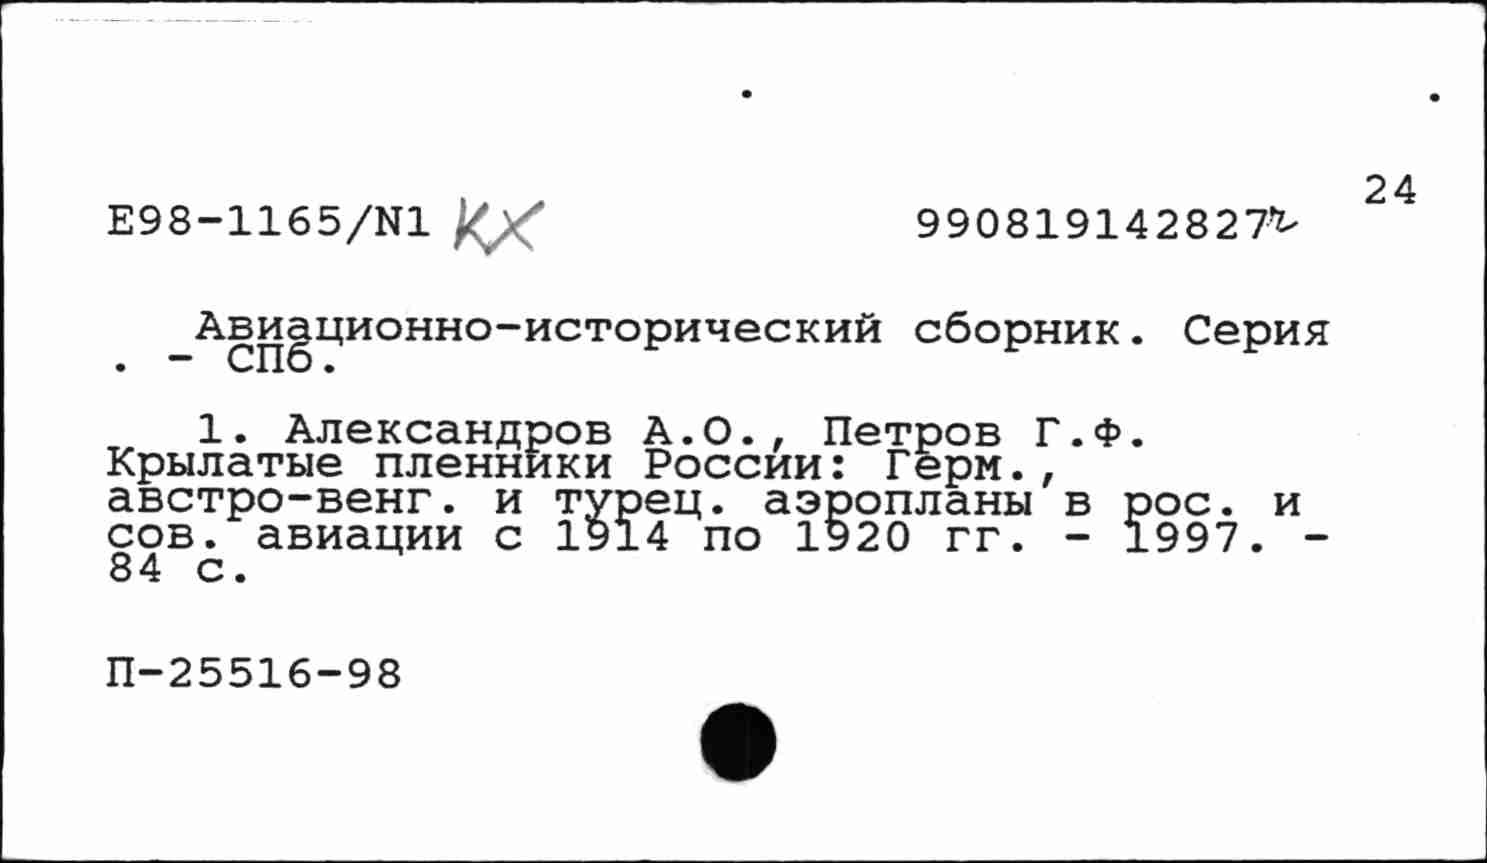 24
E98-1165/N1 КХ 990819142827
Авиационно-исторический сборник. Серия
. - СПб.
1. Александров А.О., Петров Г.Ф.
Крылатые пленники России: Герм.,
австро-венг. и турец. аэропланы в рос. и
сов. авиации с 1914 по 1920 гг. - 1997. -
84 с.
П-25516-98